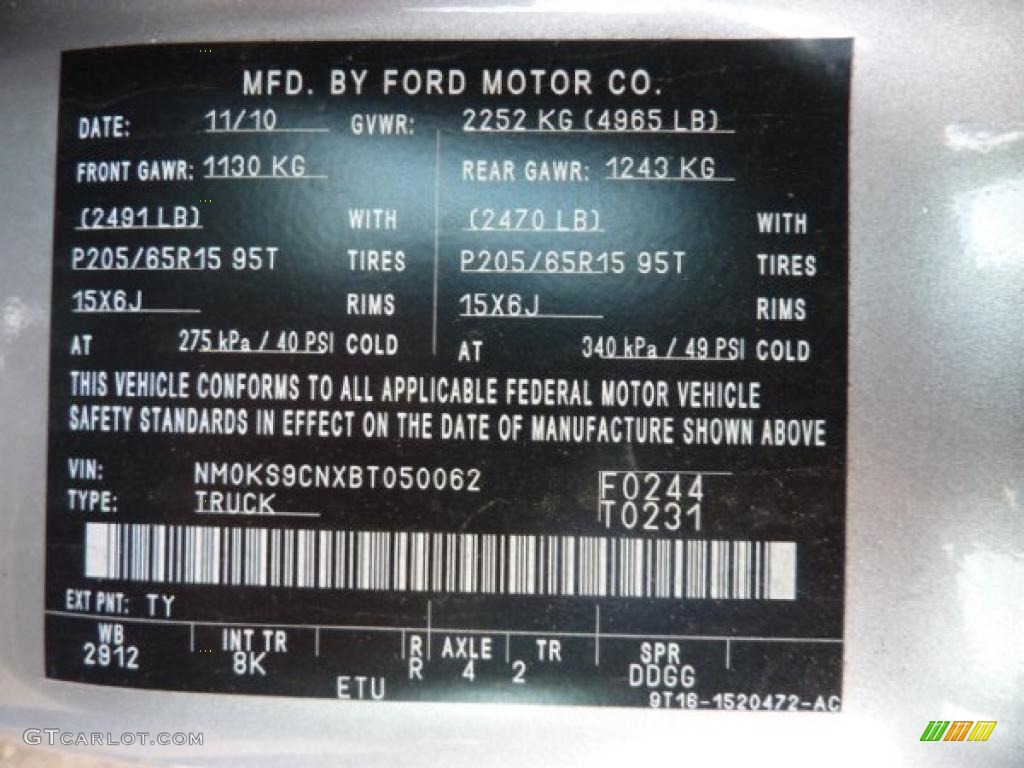 MFD. BY FORD MOTOR CO.
DATE: 11/10 GVWR: 2252 KG (4965 LB)
FRONT GAWR: 1130 KG REAR GAWR: 1243 KG
(2491 LB) WITH (2470 LB) WITH
P205/65R15 95T TIRES P205/65R15 95T TIRES
15X6J RIMS 15X6J RIMS
AT 275 kPa / 40 PSI COLD AT 340 kPa / 49 PSI COLD
THIS VEHICLE CONFORMS TO ALL APPLICABLE FEDERAL MOTOR VEHICLE
SAFETY STANDARDS IN EFFECT ON THE DATE OF MANUFACTURE SHOWN ABOVE
VIN: NM0KS9CNXBT050062 F0244
TYPE: TRUCK T0231
EXT PNT: TY
WB INT TR R AXLE TR SPR
2912 8K R 4 2 DDGG
ETU 9T16-1520472-AC
GTCARLOT.COM